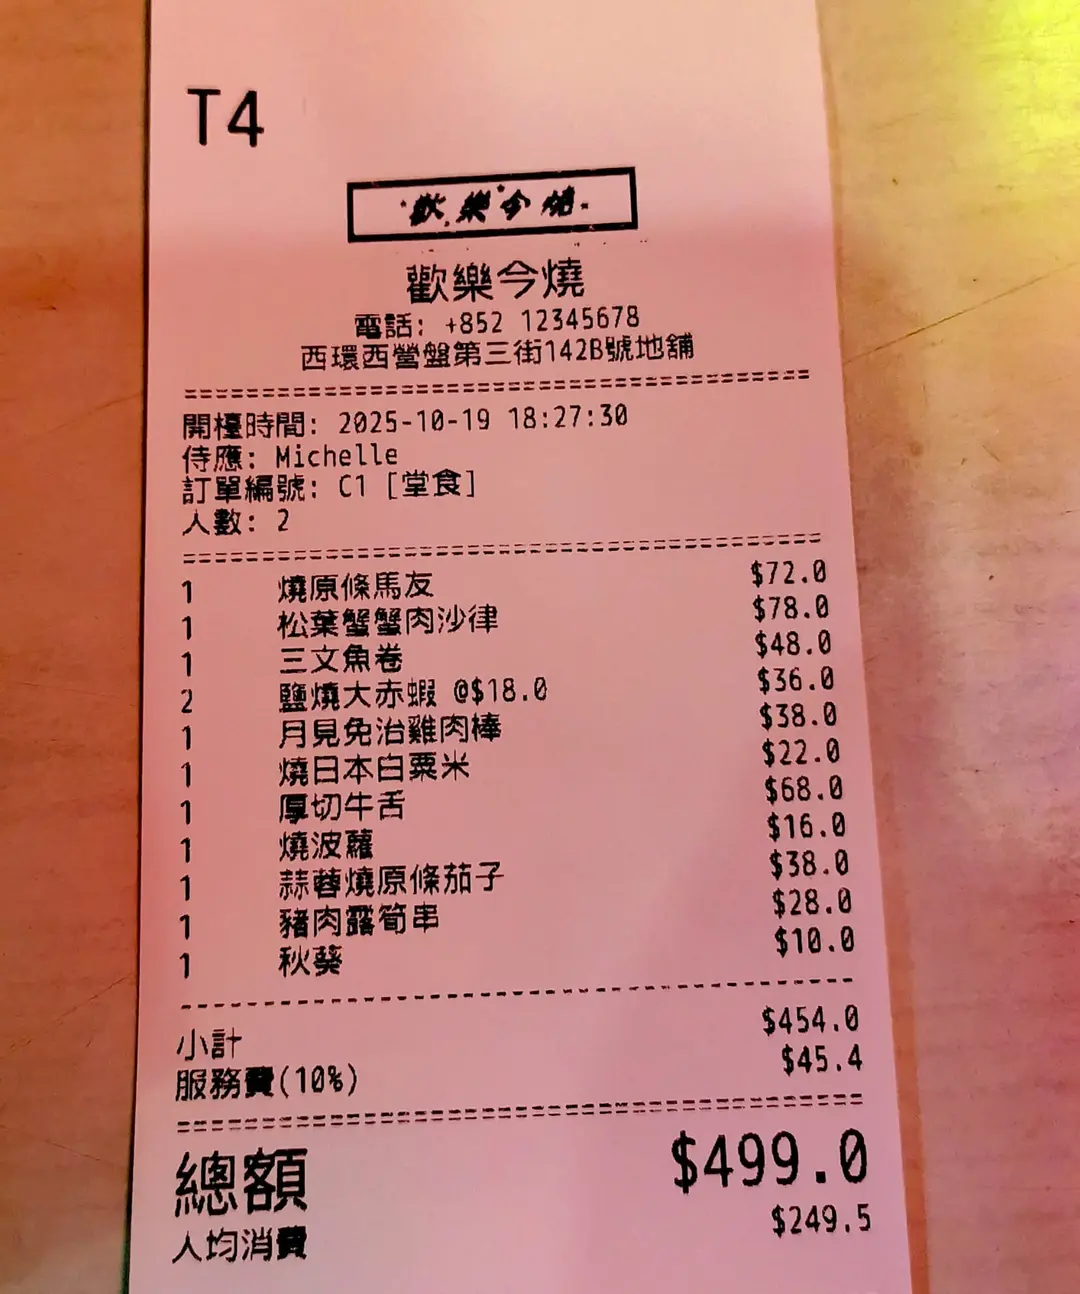 T4
歡樂今燒
歡樂今燒
電話: +852 12345678
西環西營盤第三街142B號地舖
開檯時間: 2025-10-19 18:27:30
侍應: Michelle
訂單編號: C1 [堂食]
人數: 2
1 燒原條馬友 $72.0
1 松葉蟹蟹肉沙律 $78.0
1 三文魚卷 $48.0
2 鹽燒大赤蝦 @$18.0 $36.0
1 月見免治雞肉棒 $38.0
1 燒日本白粟米 $22.0
1 厚切牛舌 $68.0
1 燒波蘿 $16.0
1 蒜蓉燒原條茄子 $38.0
1 豬肉露筍串 $28.0
1 秋葵 $10.0
小計 $454.0
服務費(10%) $45.4
總額 $499.0
人均消費 $249.5